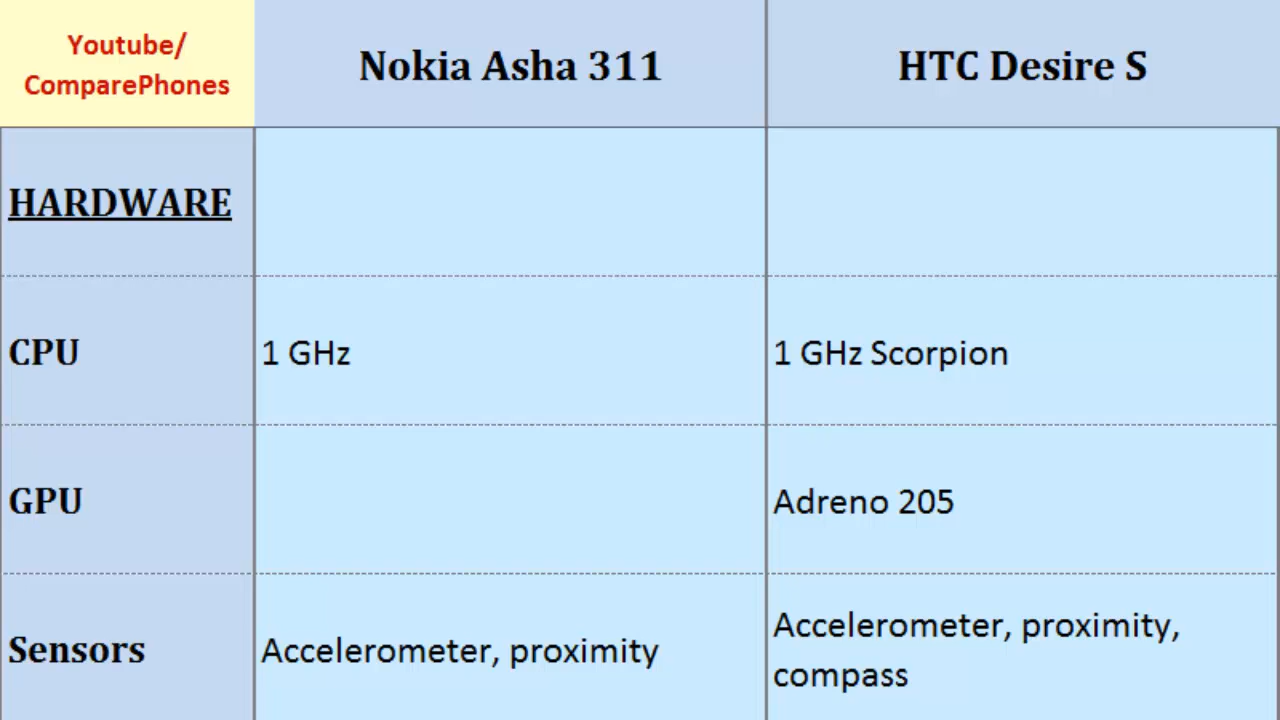 Youtube/
ComparePhones
Nokia Asha 311
HTC Desire S
HARDWARE
CPU
1 GHz
1 GHz Scorpion
GPU
Adreno 205
Sensors
Accelerometer, proximity
Accelerometer, proximity,
compass